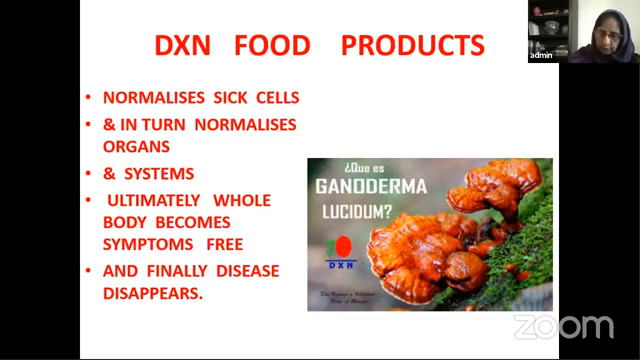 DXN FOOD PRODUCTS
• NORMALISES SICK CELLS
• & IN TURN NORMALISES
ORGANS
• & SYSTEMS
• ULTIMATELY WHOLE
BODY BECOMES
SYMPTOMS FREE
• AND FINALLY DISEASE
DISAPPEARS.
¿Que es
GANODERMA
LUCIDUM?
DXN
admin
zoom